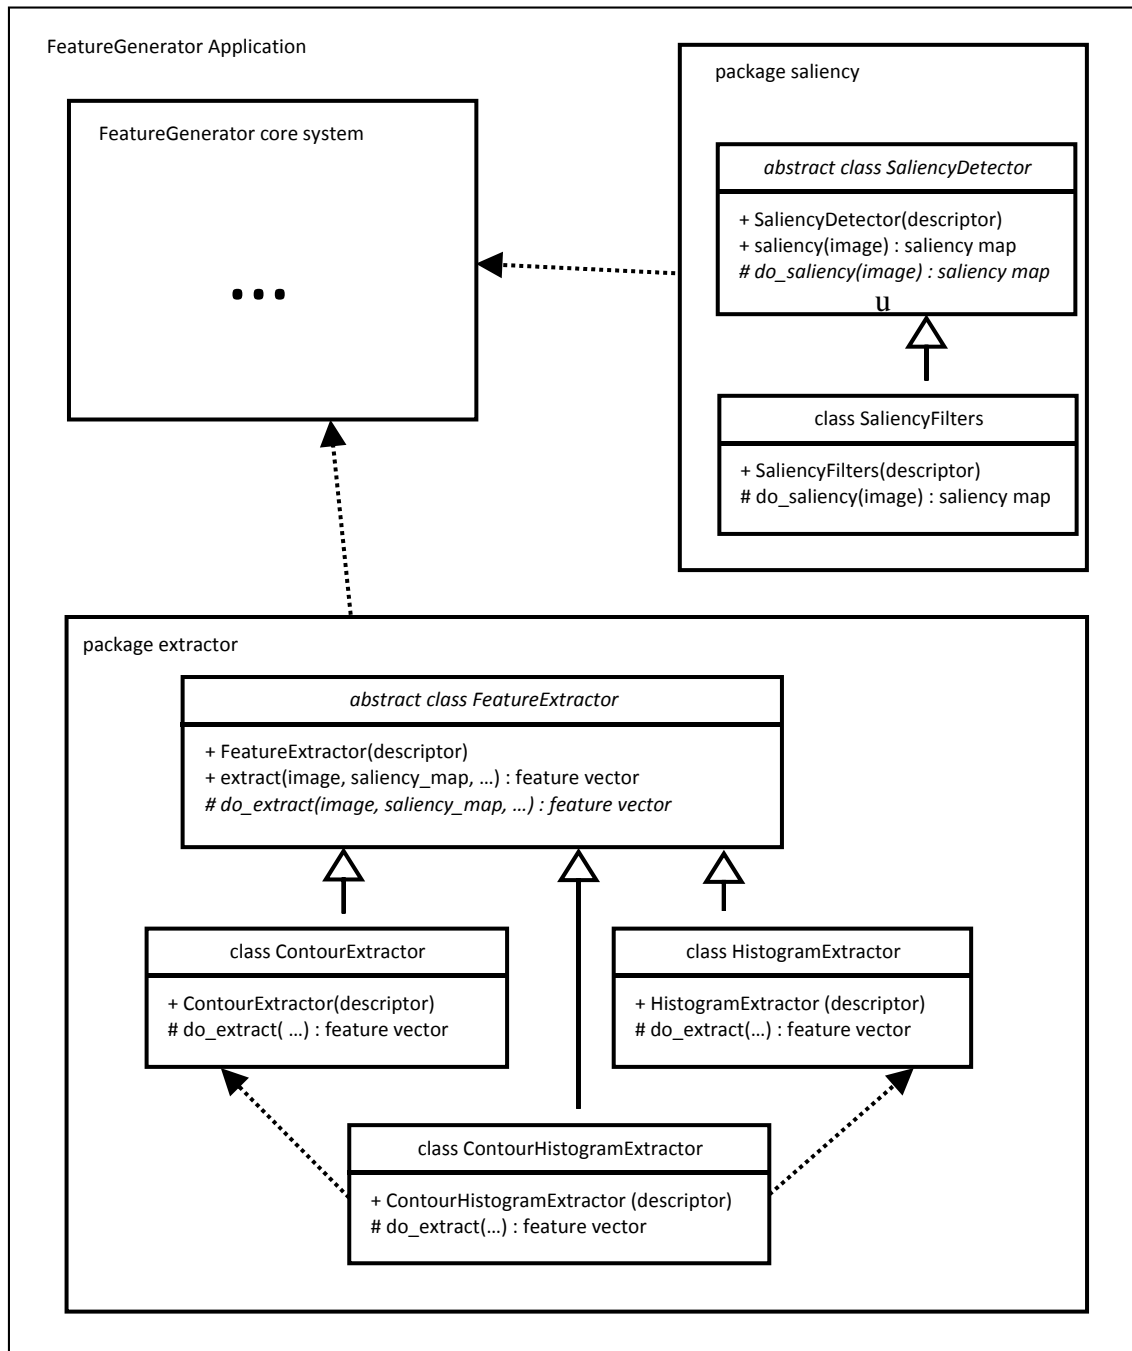 FeatureGenerator Application
FeatureGenerator core system
...
package saliency
abstract class SaliencyDetector
+ SaliencyDetector(descriptor)
+ saliency(image) : saliency map
# do_saliency(image) : saliency map
u
class SaliencyFilters
+ SaliencyFilters(descriptor)
# do_saliency(image) : saliency map
package extractor
abstract class FeatureExtractor
+ FeatureExtractor(descriptor)
+ extract(image, saliency_map, ...) : feature vector
# do_extract(image, saliency_map, ...) : feature vector
class ContourExtractor
+ ContourExtractor(descriptor)
# do_extract( ...) : feature vector
class HistogramExtractor
+ HistogramExtractor (descriptor)
# do_extract(...) : feature vector
class ContourHistogramExtractor
+ ContourHistogramExtractor (descriptor)
# do_extract(...) : feature vector